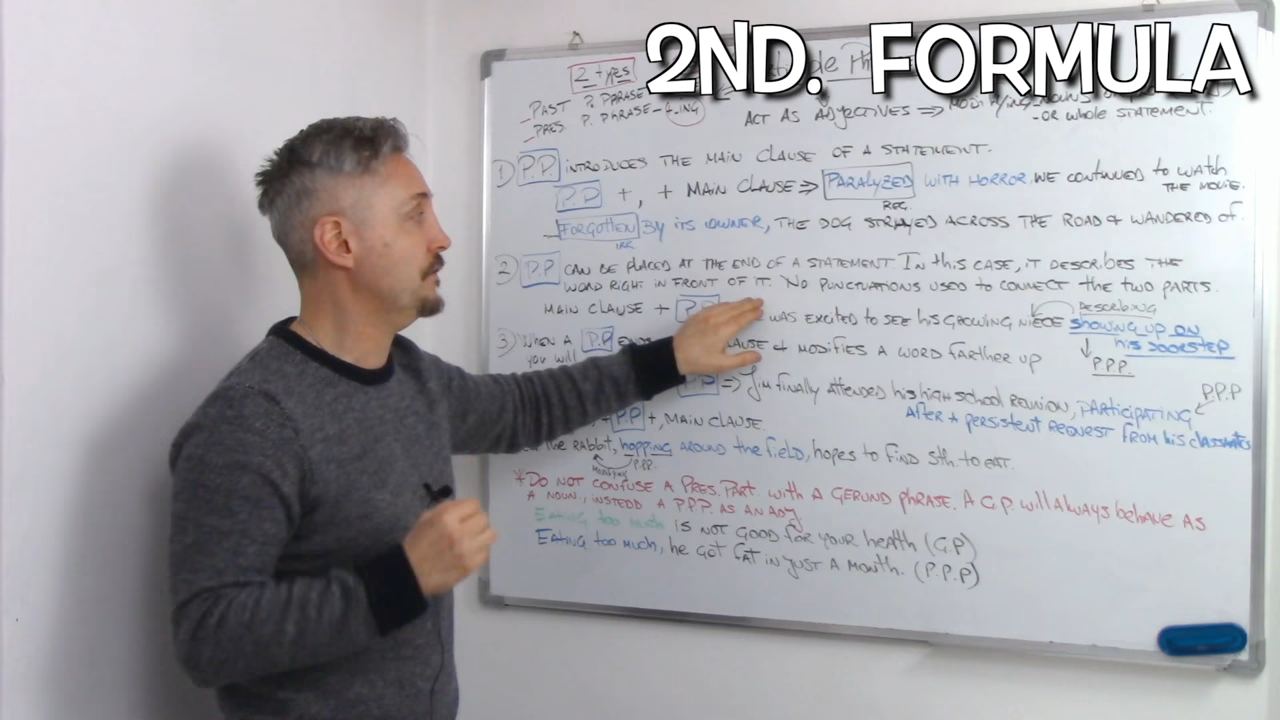 2ND. FORMULA
2 types
PAST P. PHRASE
PRES. P. PHRASE - 4.ING
ACT AS ADJECTIVES => MODIFYING NOUNS
- OR WHOLE STATEMENT.
1) P.P. INTRODUCES THE MAIN CLAUSE OF A STATEMENT.
P.P + , + MAIN CLAUSE => PARALYZED WITH HORROR, WE CONTINUED TO WATCH
THE MOVIE.
REG.
FORGOTTEN BY ITS OWNER, THE DOG STRAYED ACROSS THE ROAD & WANDERED OF.
IRR.
2) P.P CAN BE PLACED AT THE END OF A STATEMENT. IN THIS CASE, IT DESCRIBES THE
WORD RIGHT IN FRONT OF IT. NO PUNCTUATIONS USED TO CONNECT THE TWO PARTS.
MAIN CLAUSE + P.P WAS EXCITED TO SEE HIS GROWING NIECE SHOWING UP ON
DESCRIBING
HIS DOORSTEP
P.P.P.
3) WHEN A P.P ENDS CLAUSE & MODIFIES A WORD FARTHER UP
YOU WILL
P.P => JIM FINALLY ATTENDED HIS HIGH SCHOOL REUNION, PARTICIPATING
P.P.P
AFTER A PERSISTENT REQUEST FROM HIS CLASSMATES
P.P +, MAIN CLAUSE.
THE RABBIT, HOPPING AROUND THE FIELD, HOPES TO FIND STH. TO EAT.
MODIFYING P.P.P.
* DO NOT CONFUSE A PRES. PART. WITH A GERUND PHRASE. A G.P. WILL ALWAYS BEHAVE AS
A NOUN, INSTEDD A P.P.P. AS AN ADJ
EATING TOO MUCH IS NOT GOOD FOR YOUR HEALTH (G.P)
EATING TOO MUCH, HE GOT FAT IN JUST A MONTH. (P.P.P)